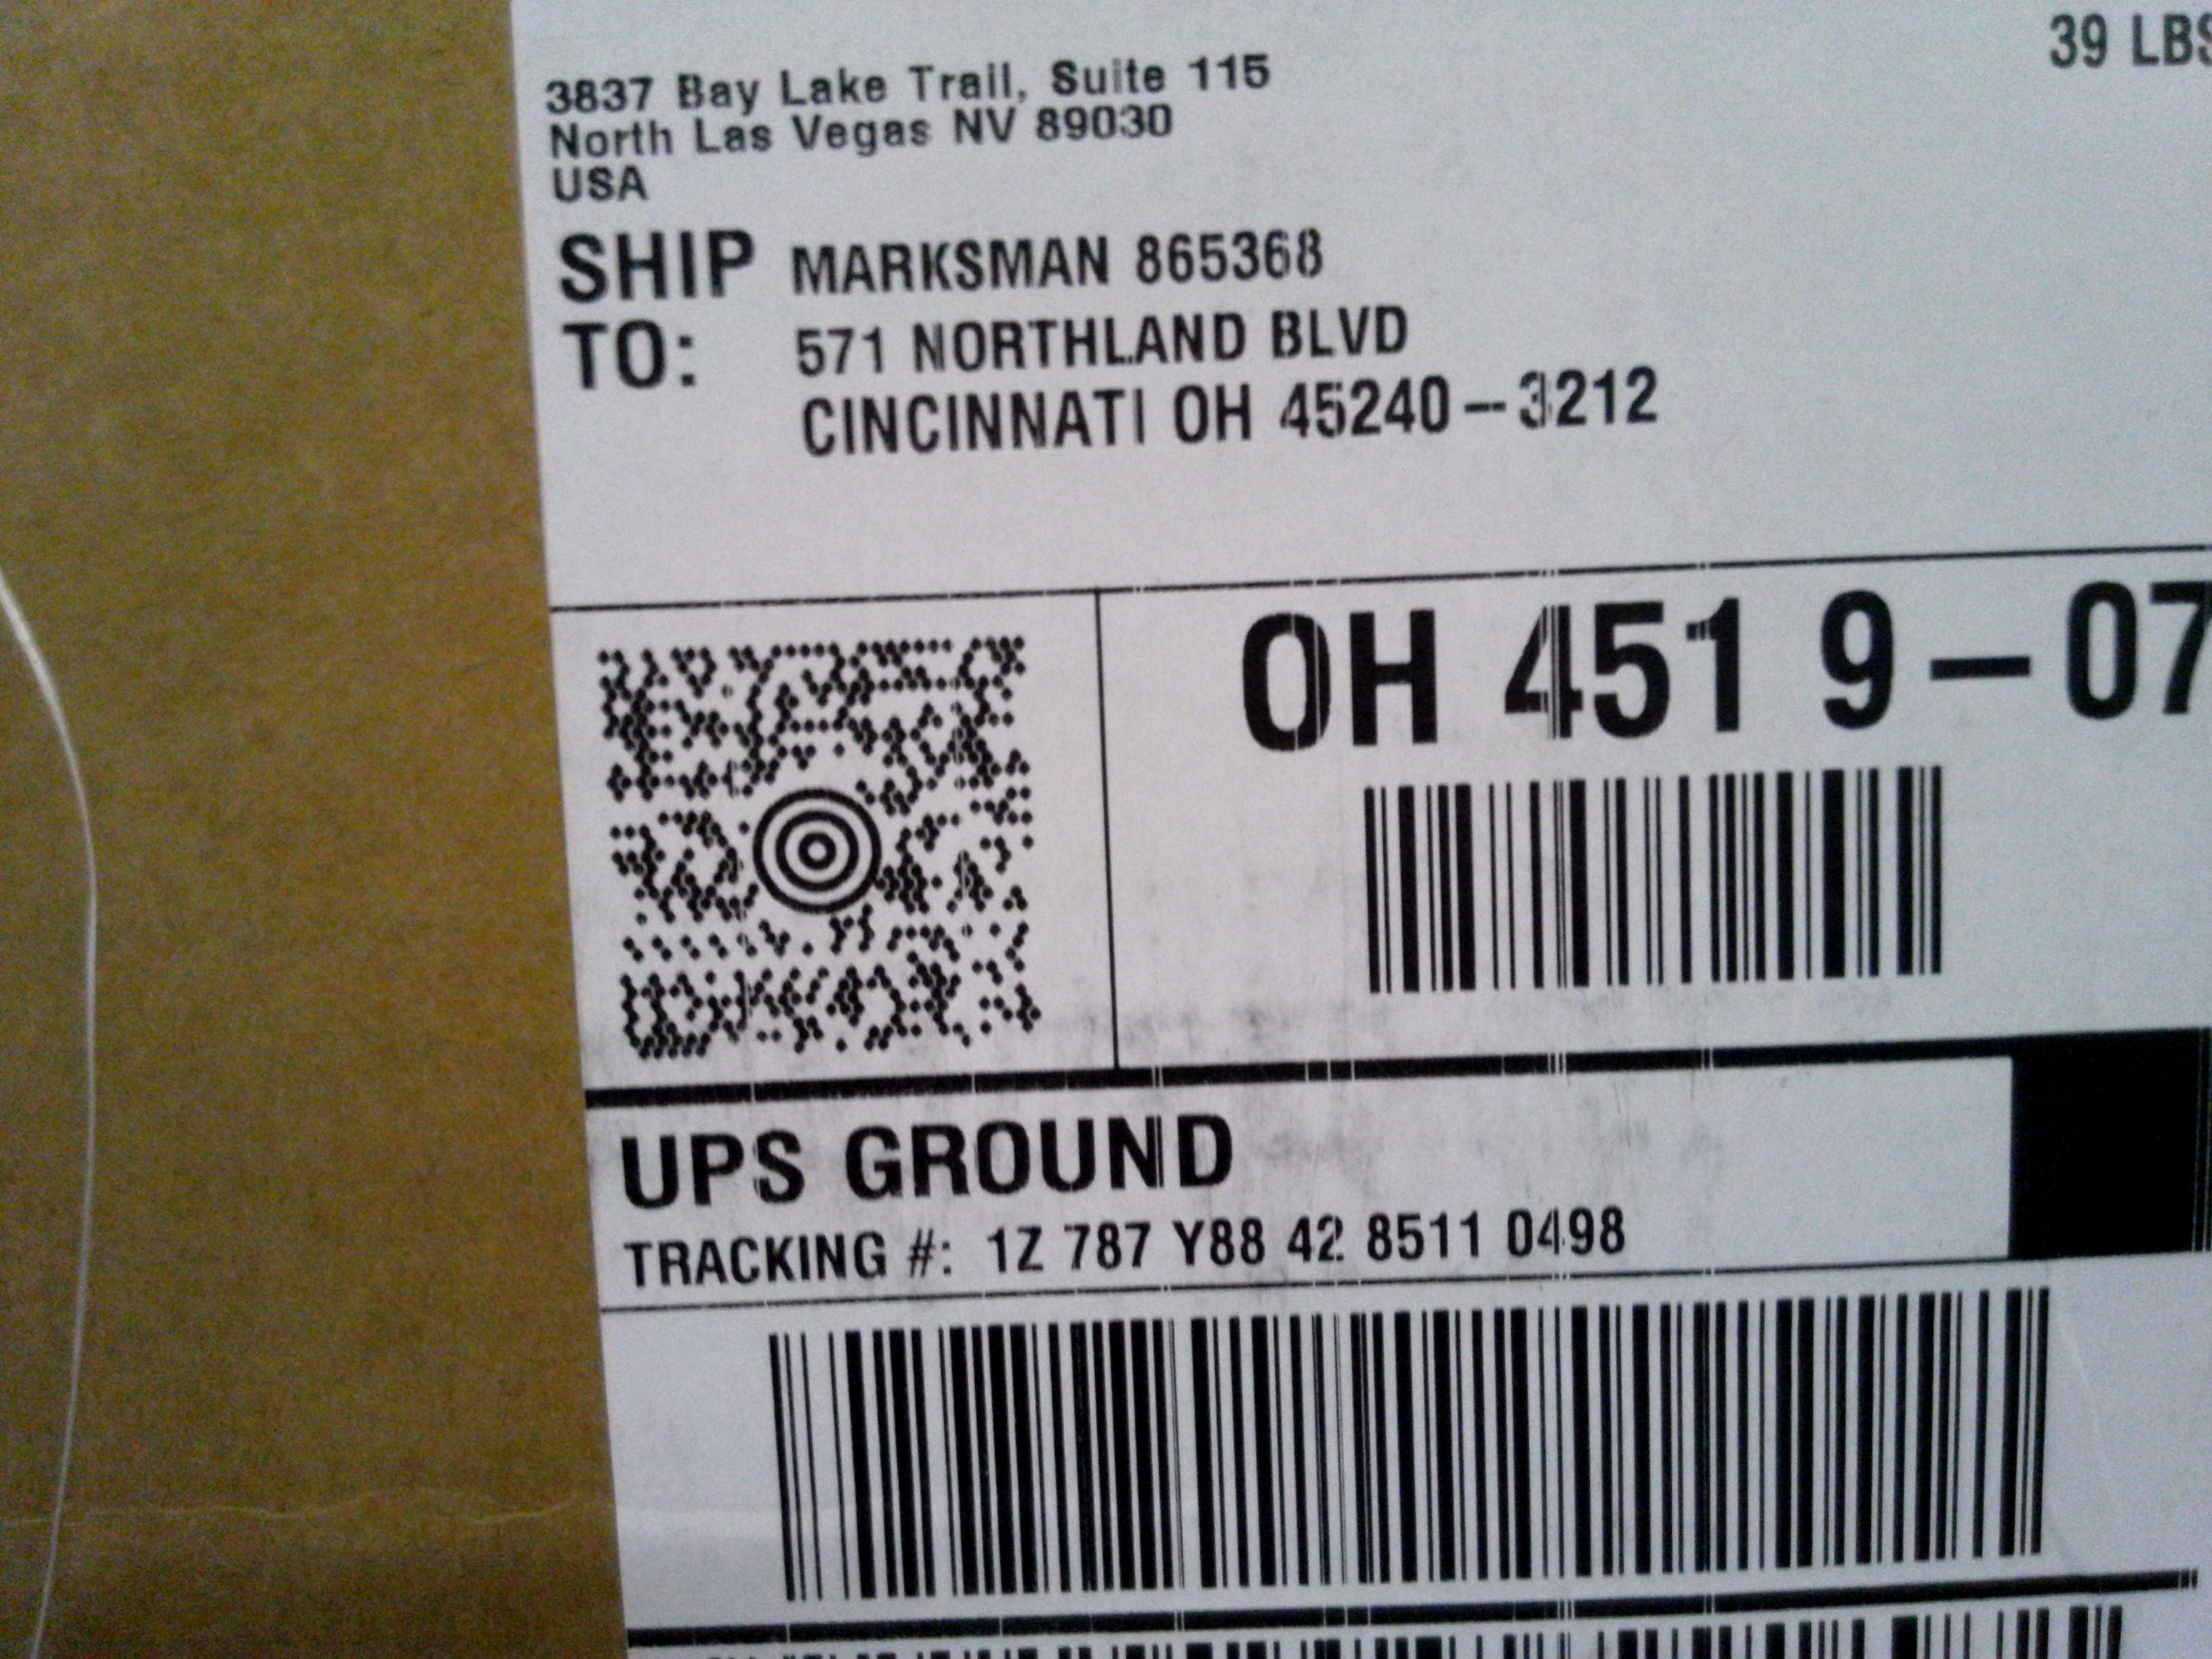 39 LBS
3837 Bay Lake Trail, Suite 115
North Las Vegas NV 89030
USA
SHIP TO:
MARKSMAN 865368
571 NORTHLAND BLVD
CINCINNATI OH 45240-3212
OH 451 9-07
UPS GROUND
TRACKING #: 1Z 787 Y88 42 8511 0498